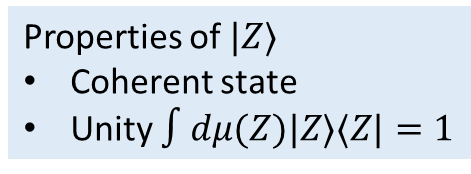 Properties of |𝑍⟩
• Coherent state
• Unity ∫ 𝑑𝜇(𝑍)|𝑍⟩⟨𝑍| = 1